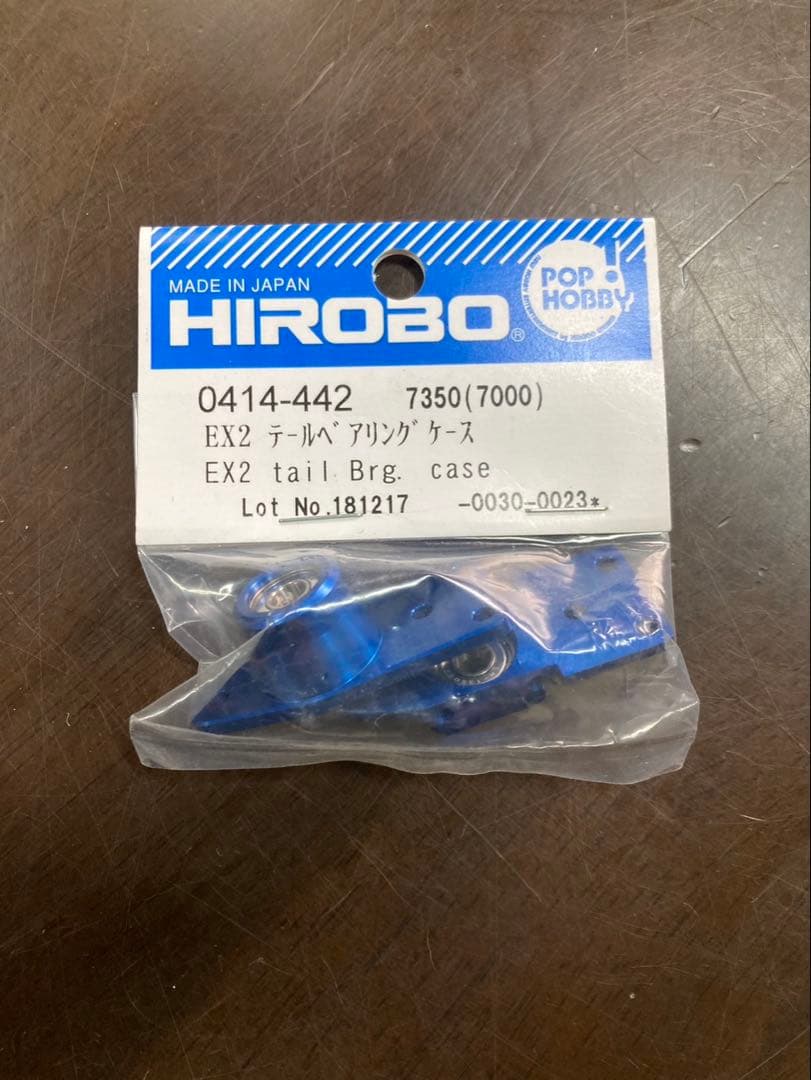 MADE IN JAPAN
HIROBO®
POP
HOBBY
0414-442 7350(7000)
EX2 テールベアリングケース
EX2 tail Brg. case
Lot No.181217 -0030-0023*